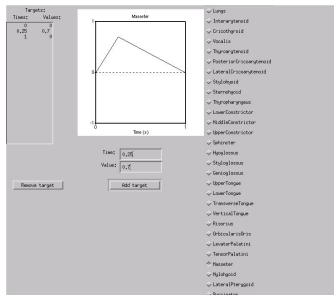 Targets:
Times: Values:
0 0
0.25 0.7
1 0
Masseter
1
0
-1
0
1
Time (s)
Time: 0.25
Value: 0.7
Remove target
Add target
Lungs
Interarytenoid
Cricothyroid
Vocalis
Thyroarytenoid
PosteriorCricoarytenoid
LateralCricoarytenoid
Stylohyoid
Sternohyoid
Thyropharyngeus
LowerConstrictor
MiddleConstrictor
UpperConstrictor
Sphincter
Hyoglossus
Styloglossus
Genioglossus
UpperTongue
LowerTongue
TransverseTongue
VerticalTongue
Risorius
OrbicularisOris
LevatorPalatini
TensorPalatini
Masseter
Mylohyoid
LateralPterygoid
Buccinator